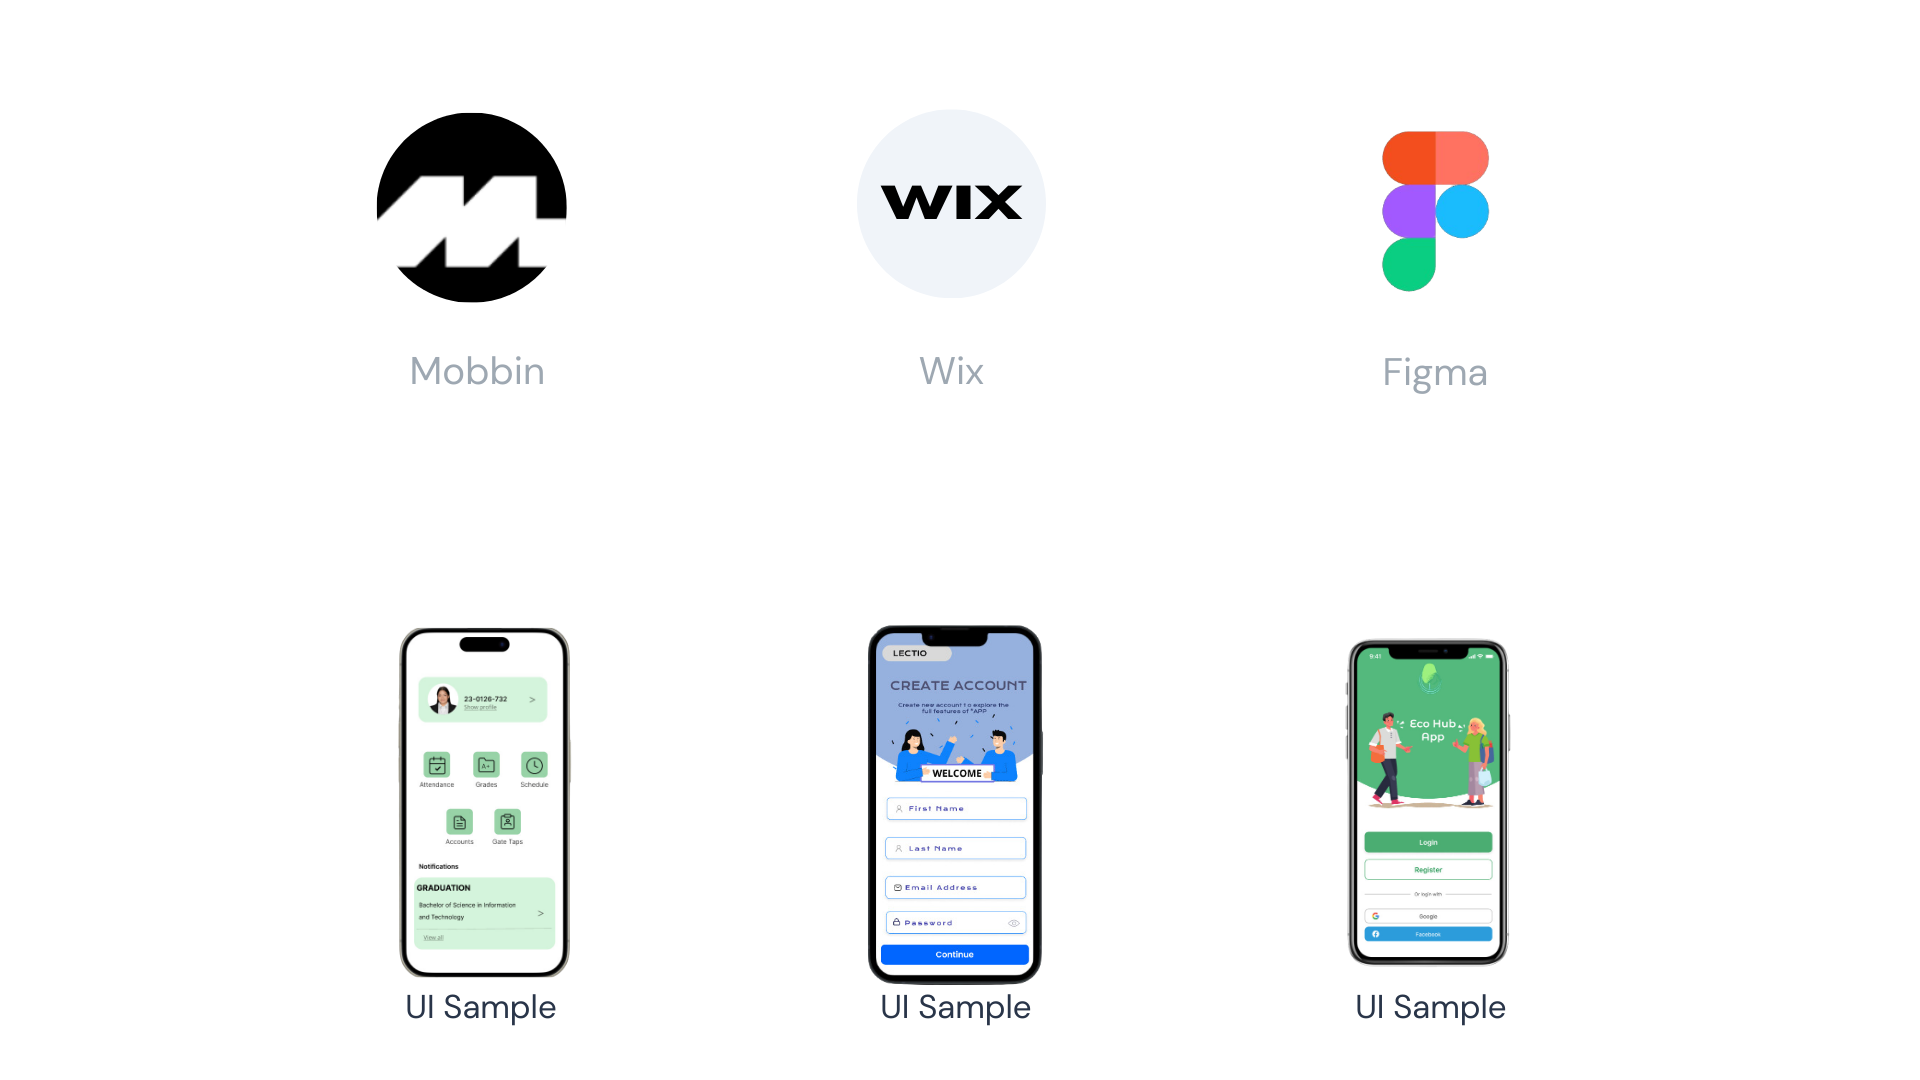 WIX
Mobbin
Wix
Figma
23-0126-732
Show profile
>
Attendance
Grades
Schedule
A+
Accounts
Gate Taps
Notifications
GRADUATION
Bachelor of Science in Information
and Technology
>
View all
UI Sample
LECTIO
CREATE ACCOUNT
Create new account to explore the
full features of "APP
WELCOME
First Name
Last Name
Email Address
Password
Continue
UI Sample
9:41
Eco Hub
App
Login
Register
Or login with
Google
Facebook
UI Sample